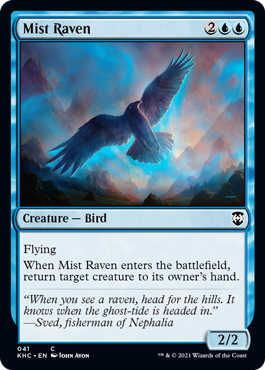 Mist Raven 2
Creature — Bird
Flying
When Mist Raven enters the battlefield,
return target creature to its owner's hand.
“When you see a raven, head for the hills. It
knows when the ghost-tide is headed in.”
—Sved, fisherman of Nephalia
2/2
041 C
KHC • EN JOHN AVON
™ & © 2021 Wizards of the Coast